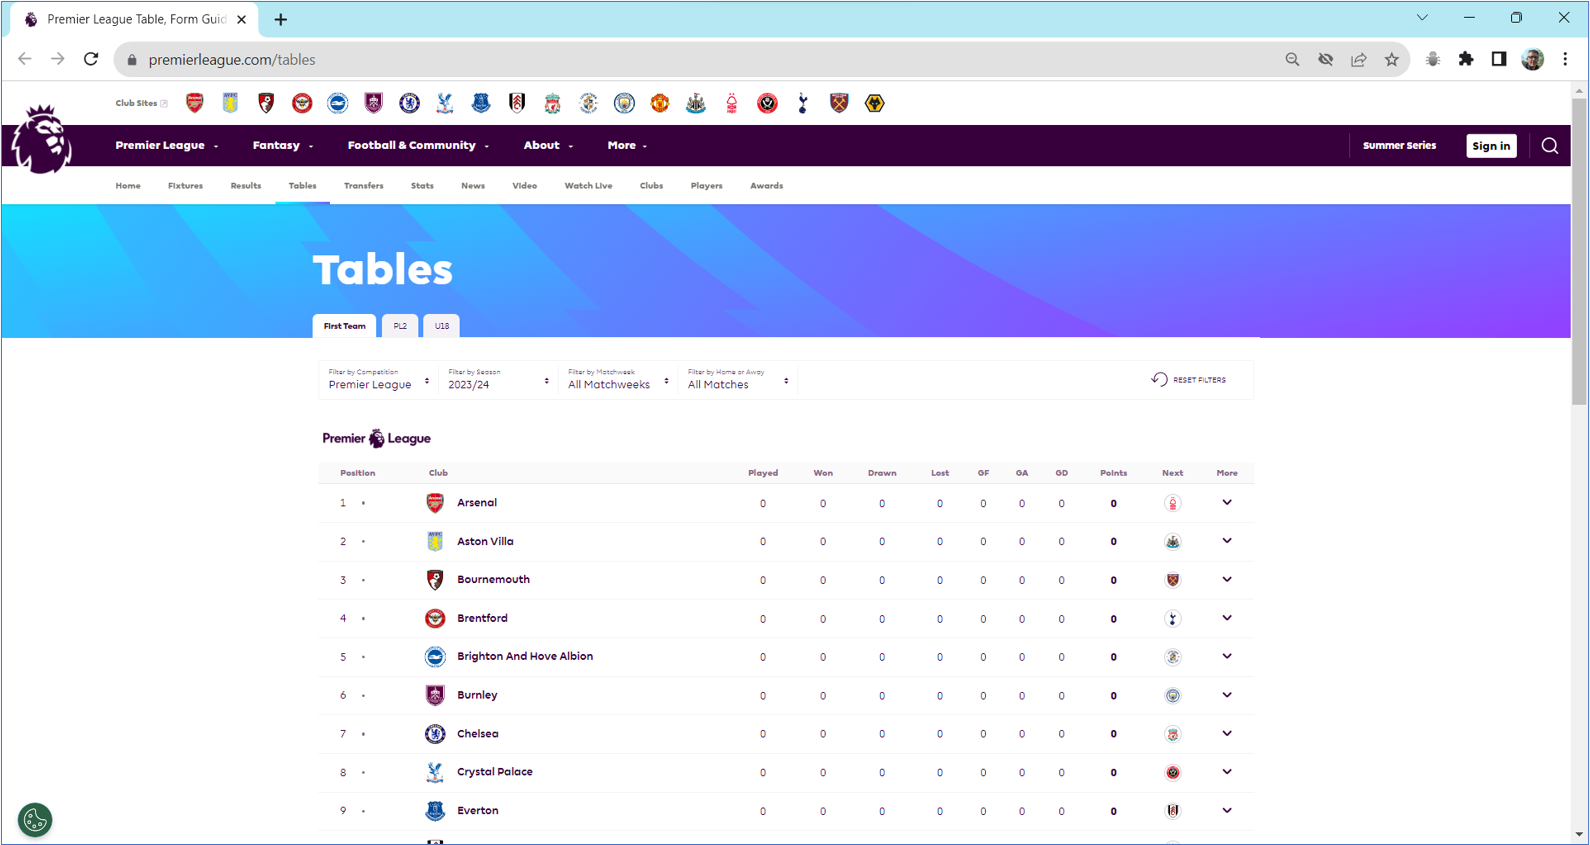 Premier League Table, Form Guid
premierleague.com/tables
Club Sites
Premier League
Fantasy
Football & Community
About
More
Summer Series
Sign in
Home
Fixtures
Results
Tables
Transfers
Stats
News
Video
Watch Live
Clubs
Players
Awards
Tables
First Team
PL2
U18
Filter by Competition
Premier League
Filter by Season
2023/24
Filter by Matchweek
All Matchweeks
Filter by Home or Away
All Matches
RESET FILTERS
Premier League
Position Club Played Won Drawn Lost GF GA GD Points Next More
1 Arsenal 0 0 0 0 0 0 0 0
2 Aston Villa 0 0 0 0 0 0 0 0
3 Bournemouth 0 0 0 0 0 0 0 0
4 Brentford 0 0 0 0 0 0 0 0
5 Brighton And Hove Albion 0 0 0 0 0 0 0 0
6 Burnley 0 0 0 0 0 0 0 0
7 Chelsea 0 0 0 0 0 0 0 0
8 Crystal Palace 0 0 0 0 0 0 0 0
9 Everton 0 0 0 0 0 0 0 0